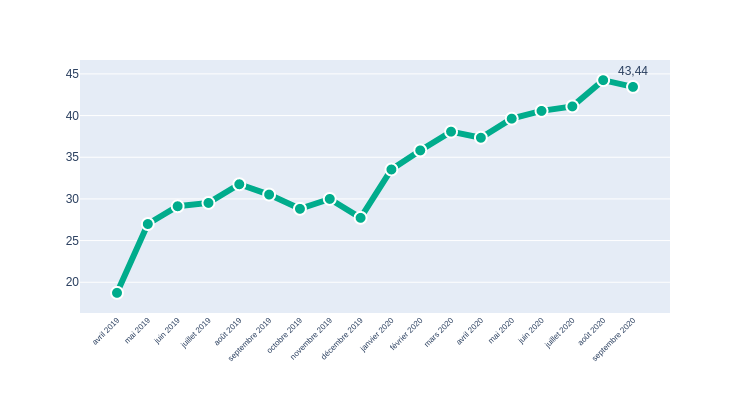 45
40
35
30
25
20
43,44
avril 2019
mai 2019
juin 2019
juillet 2019
août 2019
septembre 2019
octobre 2019
novembre 2019
décembre 2019
janvier 2020
février 2020
mars 2020
avril 2020
mai 2020
juin 2020
juillet 2020
août 2020
septembre 2020